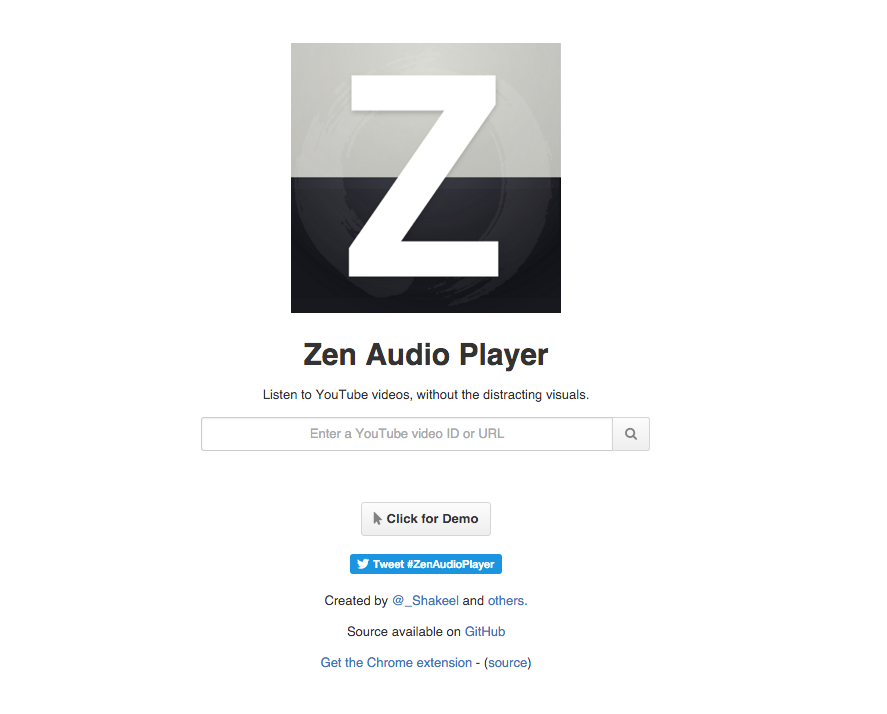 Z
Zen Audio Player
Listen to YouTube videos, without the distracting visuals.
Enter a YouTube video ID or URL
Click for Demo
Tweet #ZenAudioPlayer
Created by @_Shakeel and others.
Source available on GitHub
Get the Chrome extension - (source)